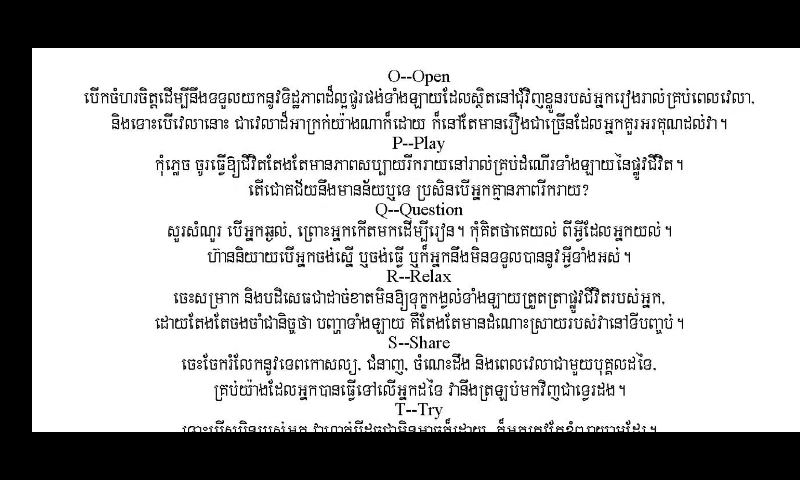 O--Open
បើកចំហរចិត្តដើម្បីនឹងទទួលយកនូវទិដ្ឋភាពដ៏ល្អផូរផង់ទាំងឡាយដែលស្ថិតនៅជុំវិញខ្លួនរបស់អ្នករៀងរាល់គ្រប់ពេលវេលា,
និងទោះបើវេលានោះ ជាវេលាដ៏អាក្រក់យ៉ាងណាក៏ដោយ ក៏នៅតែមានរឿងជាច្រើនដែលអ្នកគួរអរគុណដល់វា។
P--Play
កុំភ្លេច ចូរធ្វើឱ្យជីវិតតែងតែមានភាពសប្បាយរីករាយនៅរាល់គ្រប់ដំណើរទាំងឡាយនៃផ្លូវជីវិត។
តើជោគជ័យនឹងមានន័យឬទេ ប្រសិនបើអ្នកគ្មានភាពរីករាយ?
Q--Question
សួរសំណួរ បើអ្នកឆ្ងល់, ព្រោះអ្នកកើតមកដើម្បីរៀន។ កុំគិតថាគេយល់ ពីអ្វីដែលអ្នកយល់។
ហ៊ាននិយាយបើអ្នកចង់ស្នើ ឬចង់ធ្វើ ឬក៏អ្នកនឹងមិនទទួលបាននូវអ្វីទាំងអស់។
R--Relax
ចេះសម្រាក និងបដិសេធជាដាច់ខាតមិនឱ្យទុក្ខកង្វល់ទាំងឡាយត្រួតត្រាផ្លូវជីវិតរបស់អ្នក,
ដោយតែងតែចងចាំជានិច្ចថា បញ្ហាទាំងឡាយ គឺតែងតែមានដំណោះស្រាយរបស់វានៅទីបញ្ចប់។
S--Share
ចេះចែករំលែកនូវទេពកោសល្យ, ជំនាញ, ចំណេះដឹង និងពេលវេលាជាមួយបុគ្គលដទៃ,
គ្រប់យ៉ាងដែលអ្នកបានធ្វើទៅលើអ្នកដទៃ វានឹងត្រឡប់មកវិញជាទ្វេរដង។
T--Try